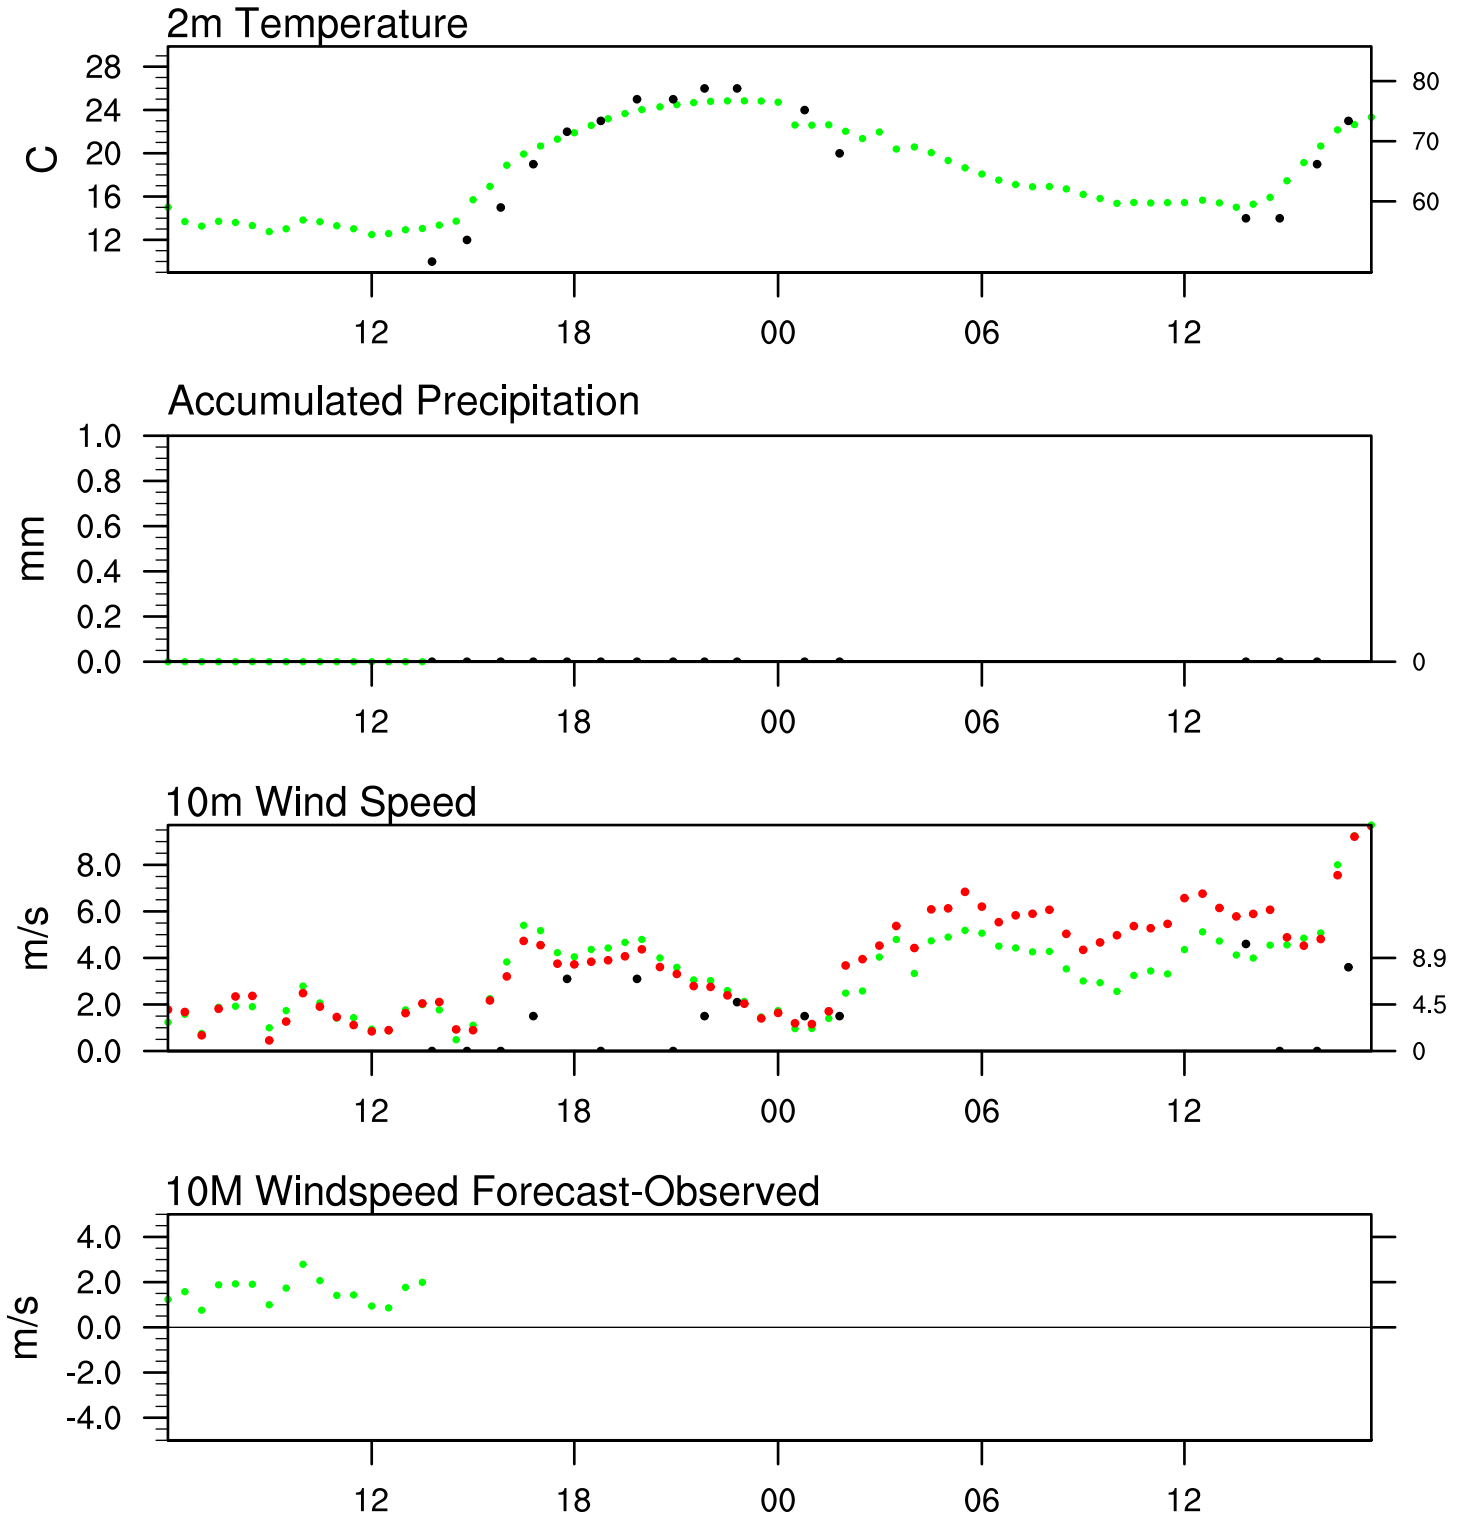 2m Temperature
28
24
20
16
12
C
80
70
60
12 18 00 06 12
Accumulated Precipitation
1.0
0.8
0.6
0.4
0.2
0.0
mm
0
12 18 00 06 12
10m Wind Speed
8.0
6.0
4.0
2.0
0.0
m/s
8.9
4.5
0
12 18 00 06 12
10M Windspeed Forecast-Observed
4.0
2.0
0.0
-2.0
-4.0
m/s
12 18 00 06 12